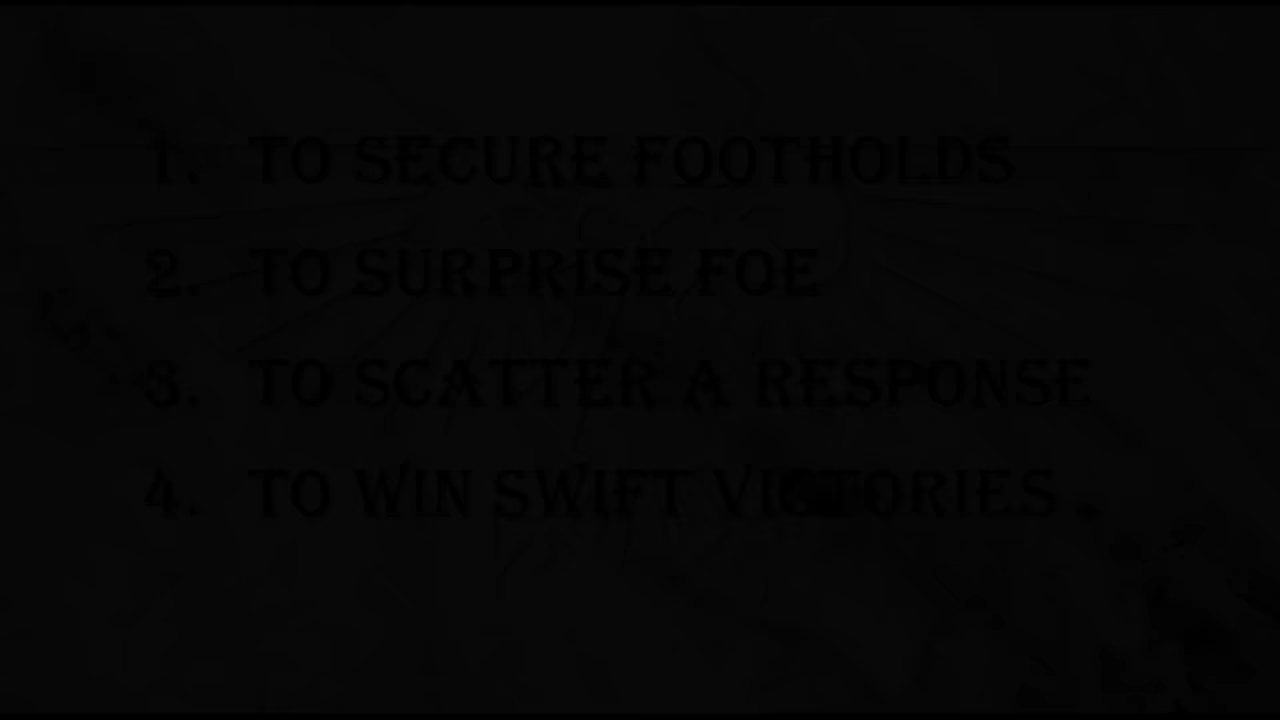 1. TO SECURE FOOTHOLDS
2. TO SURPRISE FOE
3. TO SCATTER A RESPONSE
4. TO WIN SWIFT VICTORIES